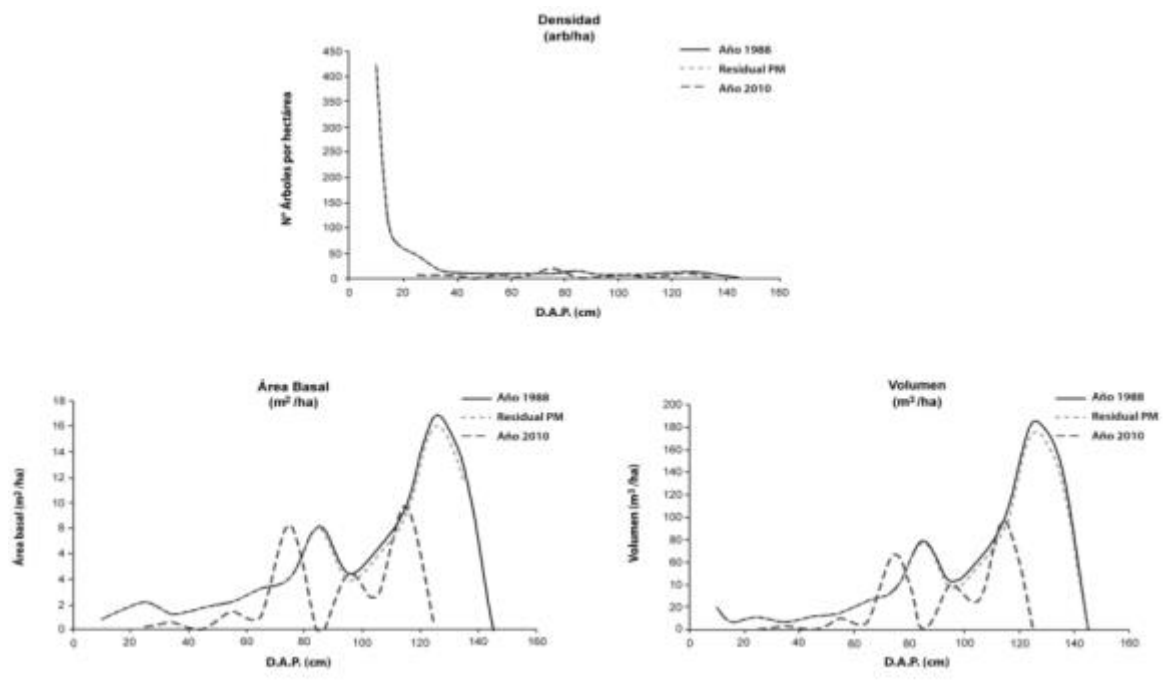 Densidad
(arb/ha)
Año 1988
Residual PM
Año 2010
N° Árboles por hectárea
450
400
350
300
250
200
150
100
50
0
0 20 40 60 80 100 120 140 160
D.A.P. (cm)
Área Basal
(m²/ha)
Año 1988
Residual PM
Año 2010
Área basal (m²/ha)
18
16
14
12
10
8
4
4
2
0
0 20 40 60 80 100 120 140 160
D.A.P. (cm)
Volumen
(m³/ha)
Año 1988
Residual PM
Año 2010
Volumen (m³/ha)
200
180
160
140
120
100
80
60
10
20
0
0 20 40 60 80 100 120 140 160
D.A.P. (cm)